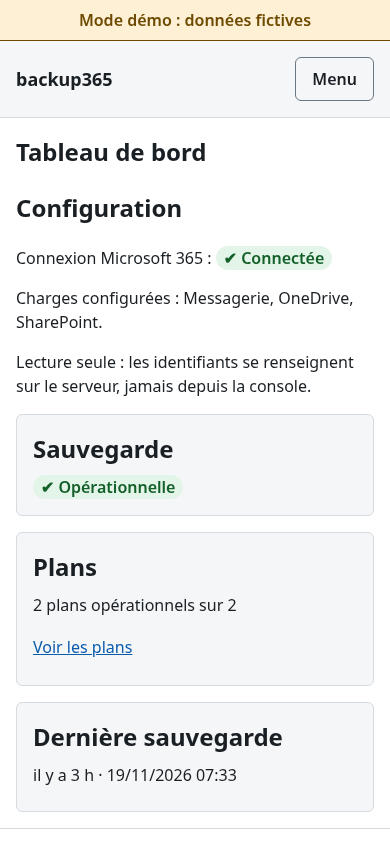 Mode démo : données fictives
backup365
Menu
Tableau de bord
Configuration
Connexion Microsoft 365 : ✔ Connectée
Charges configurées : Messagerie, OneDrive,
SharePoint.
Lecture seule : les identifiants se renseignent
sur le serveur, jamais depuis la console.
Sauvegarde
✔ Opérationnelle
Plans
2 plans opérationnels sur 2
Voir les plans
Dernière sauvegarde
il y a 3 h · 19/11/2026 07:33